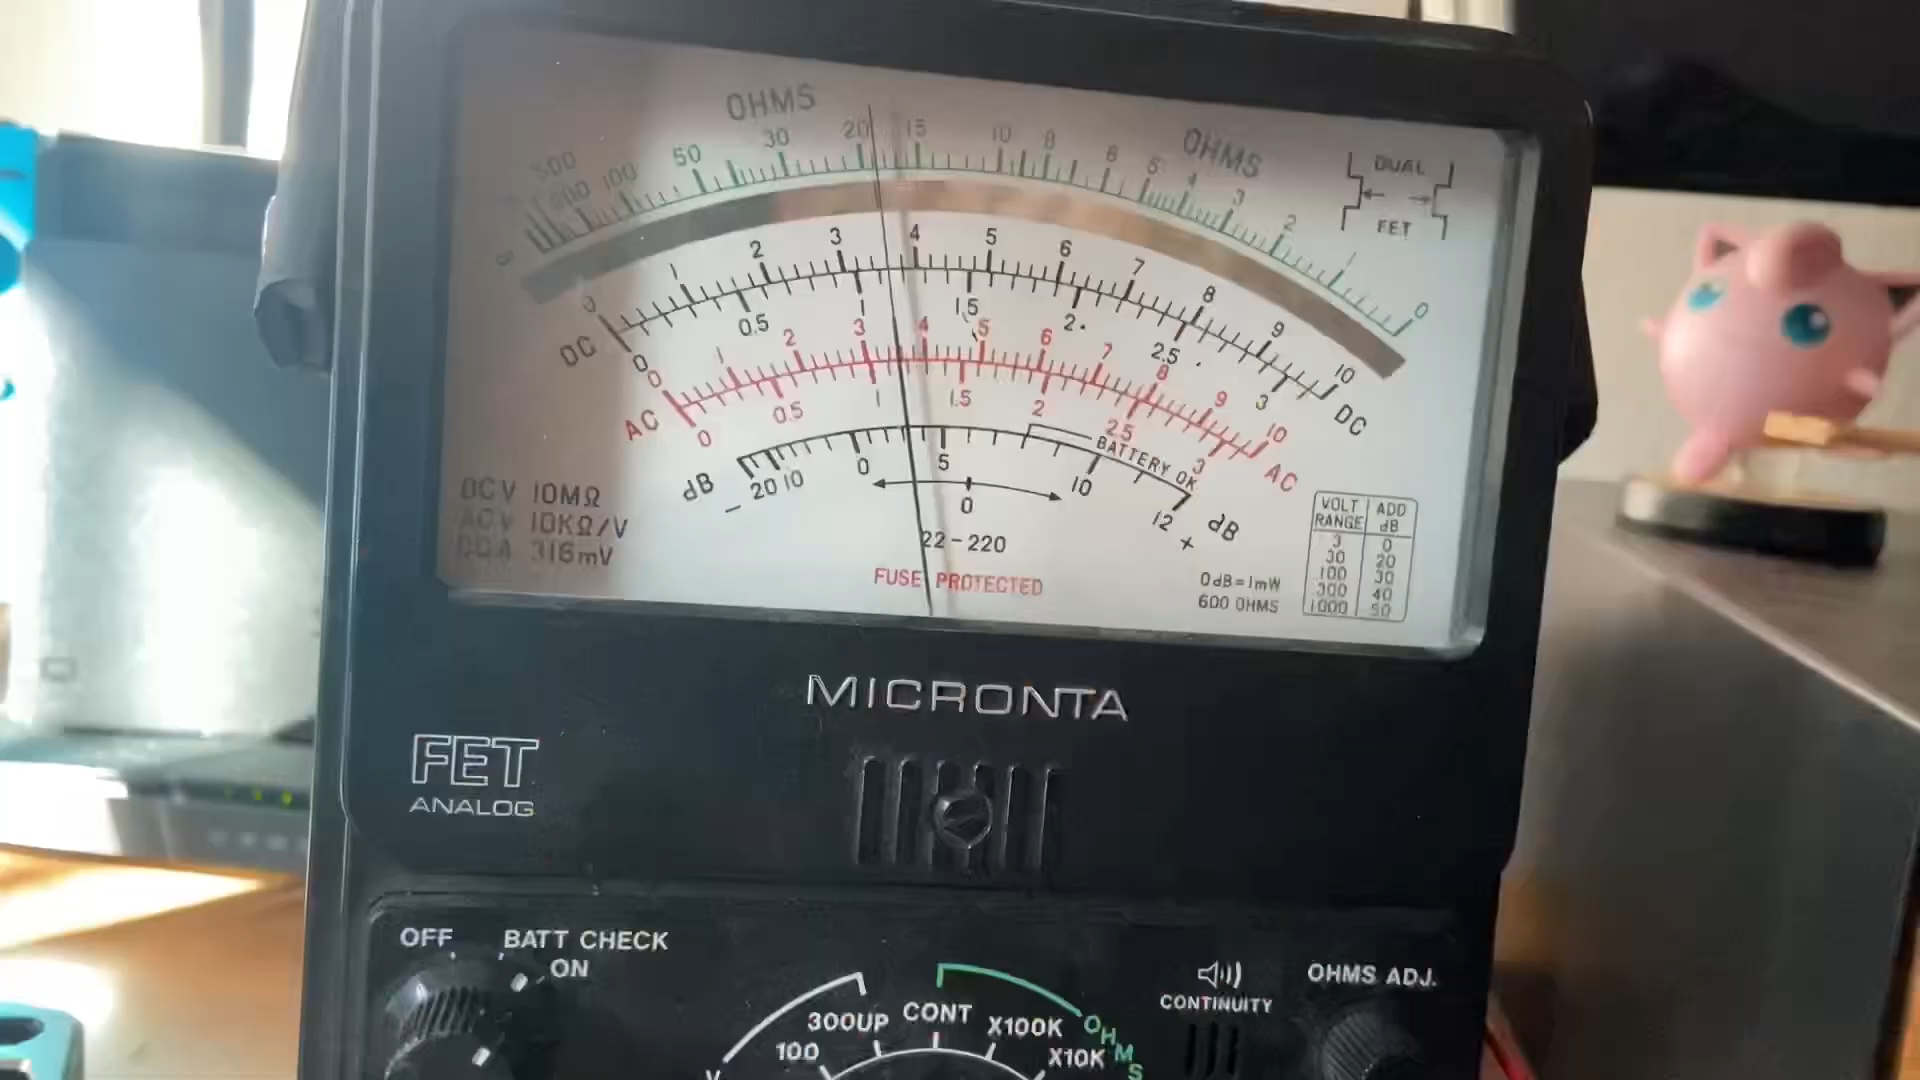 OHMS
OHMS
500
200
100
50
30
20
15
10
8
6
5
4
3
2
1
0
∞
DUAL
FET
0
1
2
3
4
5
6
7
8
9
10
DC
0
0.5
1
1.5
2
2.5
3
DC
0
1
2
3
4
5
6
7
8
9
10
AC
0
0.5
1
1.5
2
2.5
3
AC
BATTERY OK
dB
−
20
10
0
5
10
12
+
dB
0
DCV 10MΩ
ACV 10KΩ/V
DCA 316mV
22-220
FUSE PROTECTED
0dB=1mW
600 OHMS
VOLT RANGE
ADD dB
3 0
30 20
100 30
300 40
1000 50
MICRONTA
FET
ANALOG
OFF
BATT CHECK
ON
300UP
CONT
X100K
OHMS
100
X10K
V
CONTINUITY
OHMS ADJ.